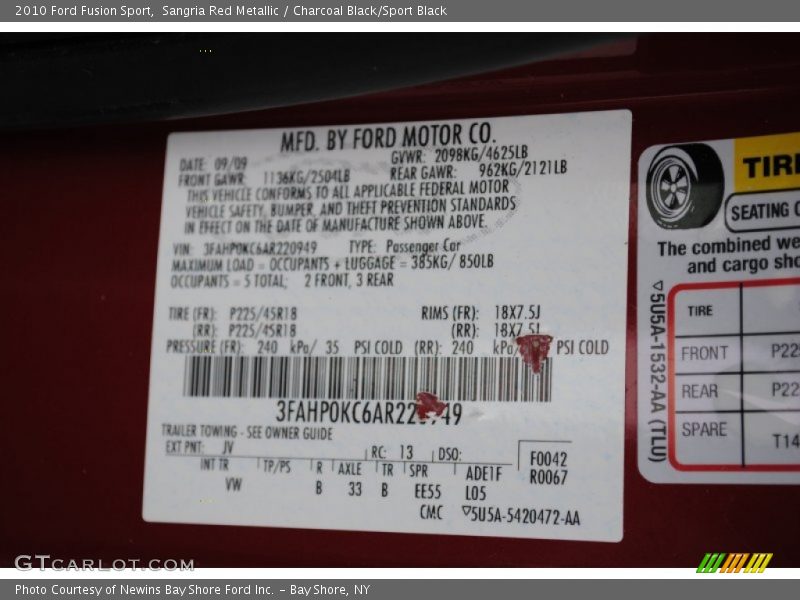 2010 Ford Fusion Sport, Sangria Red Metallic / Charcoal Black/Sport Black
MFD. BY FORD MOTOR CO.
DATE: 09/09 GVWR: 2098KG/4625LB
FRONT GAWR: 1136KG/2504LB REAR GAWR: 962KG/2121LB
THIS VEHICLE CONFORMS TO ALL APPLICABLE FEDERAL MOTOR
VEHICLE SAFETY, BUMPER, AND THEFT PREVENTION STANDARDS
IN EFFECT ON THE DATE OF MANUFACTURE SHOWN ABOVE.
VIN: 3FAHP0KC6AR220949 TYPE: Passenger Car
MAXIMUM LOAD = OCCUPANTS + LUGGAGE = 385KG/ 850LB
OCCUPANTS = 5 TOTAL; 2 FRONT, 3 REAR
TIRE (FR): P225/45R18 RIMS (FR): 18X7.5J
(RR): P225/45R18 (RR): 18X7.5J
PRESSURE (FR): 240 kPa/ 35 PSI COLD (RR): 240 kPa/ PSI COLD
3FAHP0KC6AR220949
TRAILER TOWING - SEE OWNER GUIDE
EXT PNT: JV RC: 13 DSO: F0042
INT TR TP/PS R AXLE TR SPR ADE1F R0067
VW B 33 B EE55 L05
CMC ▽5U5A-5420472-AA
TIRE
SEATING
The combined we
and cargo sho
▽5U5A-1532-AA (TLU)
TIRE
FRONT P22
REAR P22
SPARE T14
GTCARLOT.COM
Photo Courtesy of Newins Bay Shore Ford Inc. - Bay Shore, NY